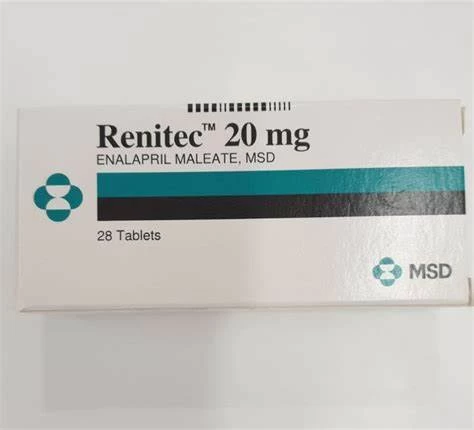 Renitec™ 20 mg
ENALAPRIL MALEATE, MSD
28 Tablets
MSD